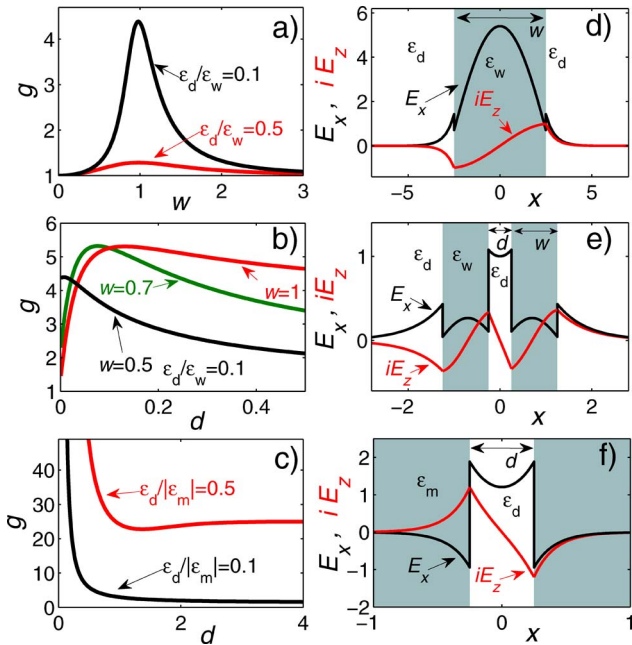 a)
4
3
2
1
g
ε_d/ε_w=0.1
ε_d/ε_w=0.5
0 1 2 3
w
d)
6
4
2
0
-2
E_x, iE_z
w
ε_d
ε_w
ε_d
E_x
iE_z
-5 0 5
x
b)
6
5
4
3
2
1
g
w=1
w=0.7
w=0.5
ε_d/ε_w=0.1
0 0.2 0.4
d
e)
1
0
E_x, iE_z
d
w
ε_d
ε_w
ε_d
E_x
iE_z
-2 0 2
x
c)
40
30
20
10
0
g
ε_d/|ε_m|=0.5
ε_d/|ε_m|=0.1
0 2 4
d
f)
2
1
0
-1
-2
E_x, iE_z
d
ε_m
ε_d
E_x
iE_z
-1 0 1
x